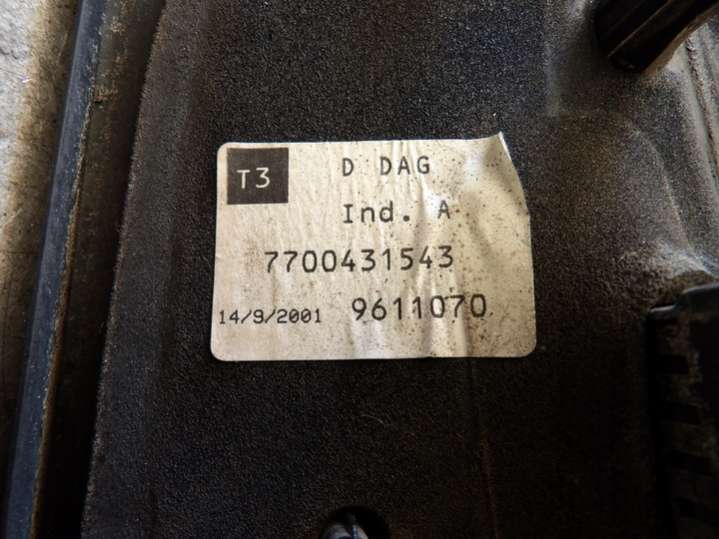 T3 D DAG
Ind. A
7700431543
14/9/2001 9611070